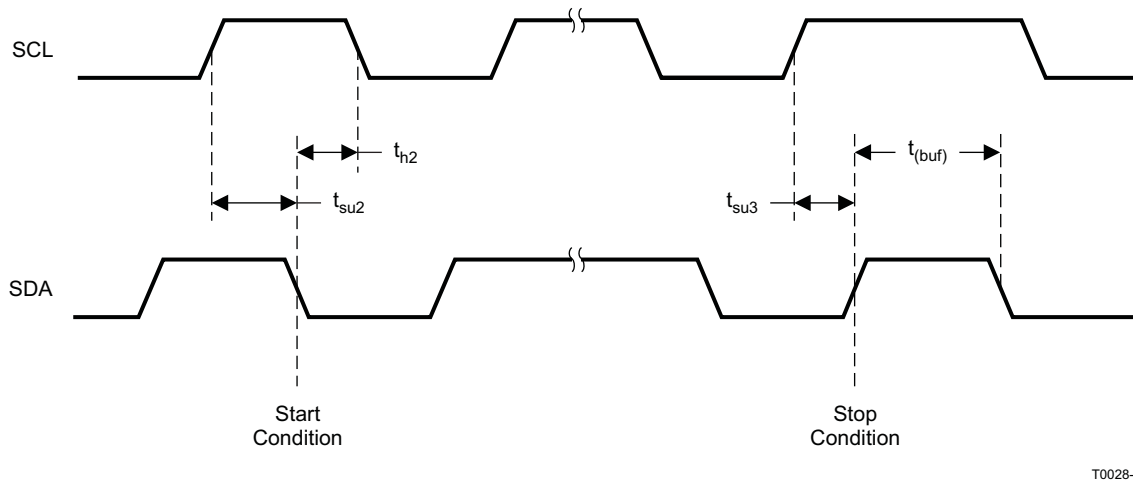 SCL
t_h2
t_(buf)
t_su2
t_su3
SDA
Start
Condition
Stop
Condition
T0028-